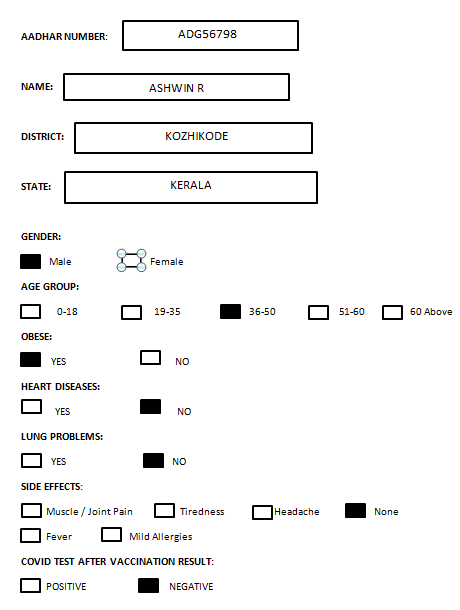 AADHAR NUMBER: ADG56798
NAME: ASHWIN R
DISTRICT: KOZHIKODE
STATE: KERALA
GENDER:
Male Female
AGE GROUP:
0-18 19-35 36-50 51-60 60 Above
OBESE:
YES NO
HEART DISEASES:
YES NO
LUNG PROBLEMS:
YES NO
SIDE EFFECTS:
Muscle / Joint Pain Tiredness Headache None
Fever Mild Allergies
COVID TEST AFTER VACCINATION RESULT:
POSITIVE NEGATIVE